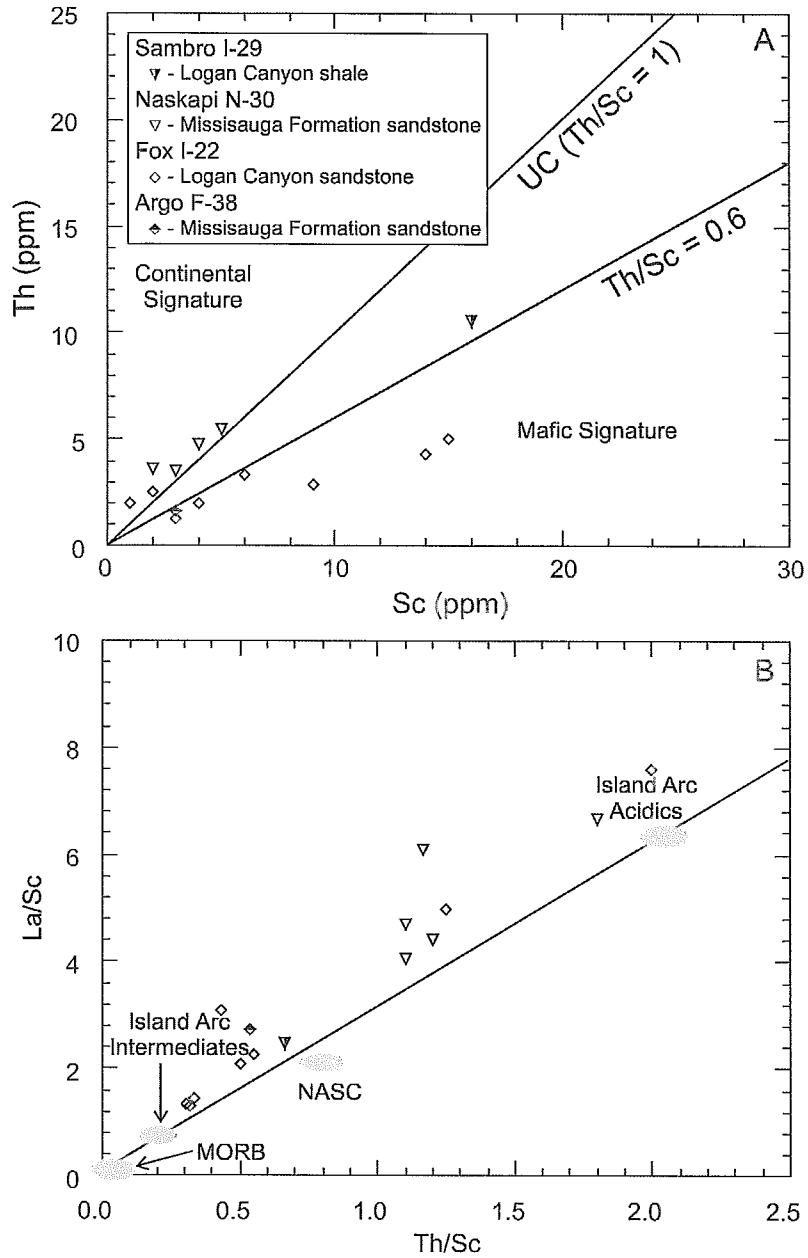 A
Sambro I-29
- Logan Canyon shale
Naskapi N-30
- Missisauga Formation sandstone
Fox I-22
- Logan Canyon sandstone
Argo F-38
- Missisauga Formation sandstone
UC (Th/Sc = 1)
Th/Sc = 0.6
Continental
Signature
Mafic Signature
Th (ppm)
25
20
15
10
5
0
0
10
20
30
Sc (ppm)
B
Island Arc
Acidics
Island Arc
Intermediates
NASC
MORB
La/Sc
10
8
6
4
2
0
0.0
0.5
1.0
1.5
2.0
2.5
Th/Sc